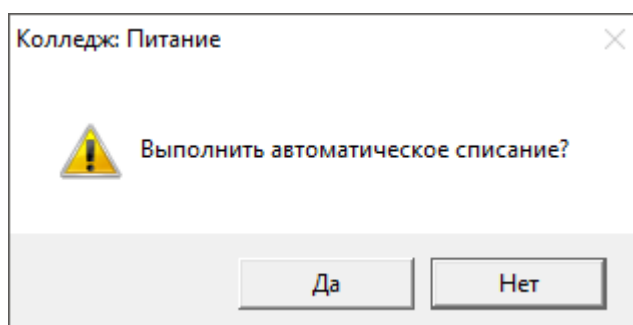 Колледж: Питание
Выполнить автоматическое списание?
Да
Нет